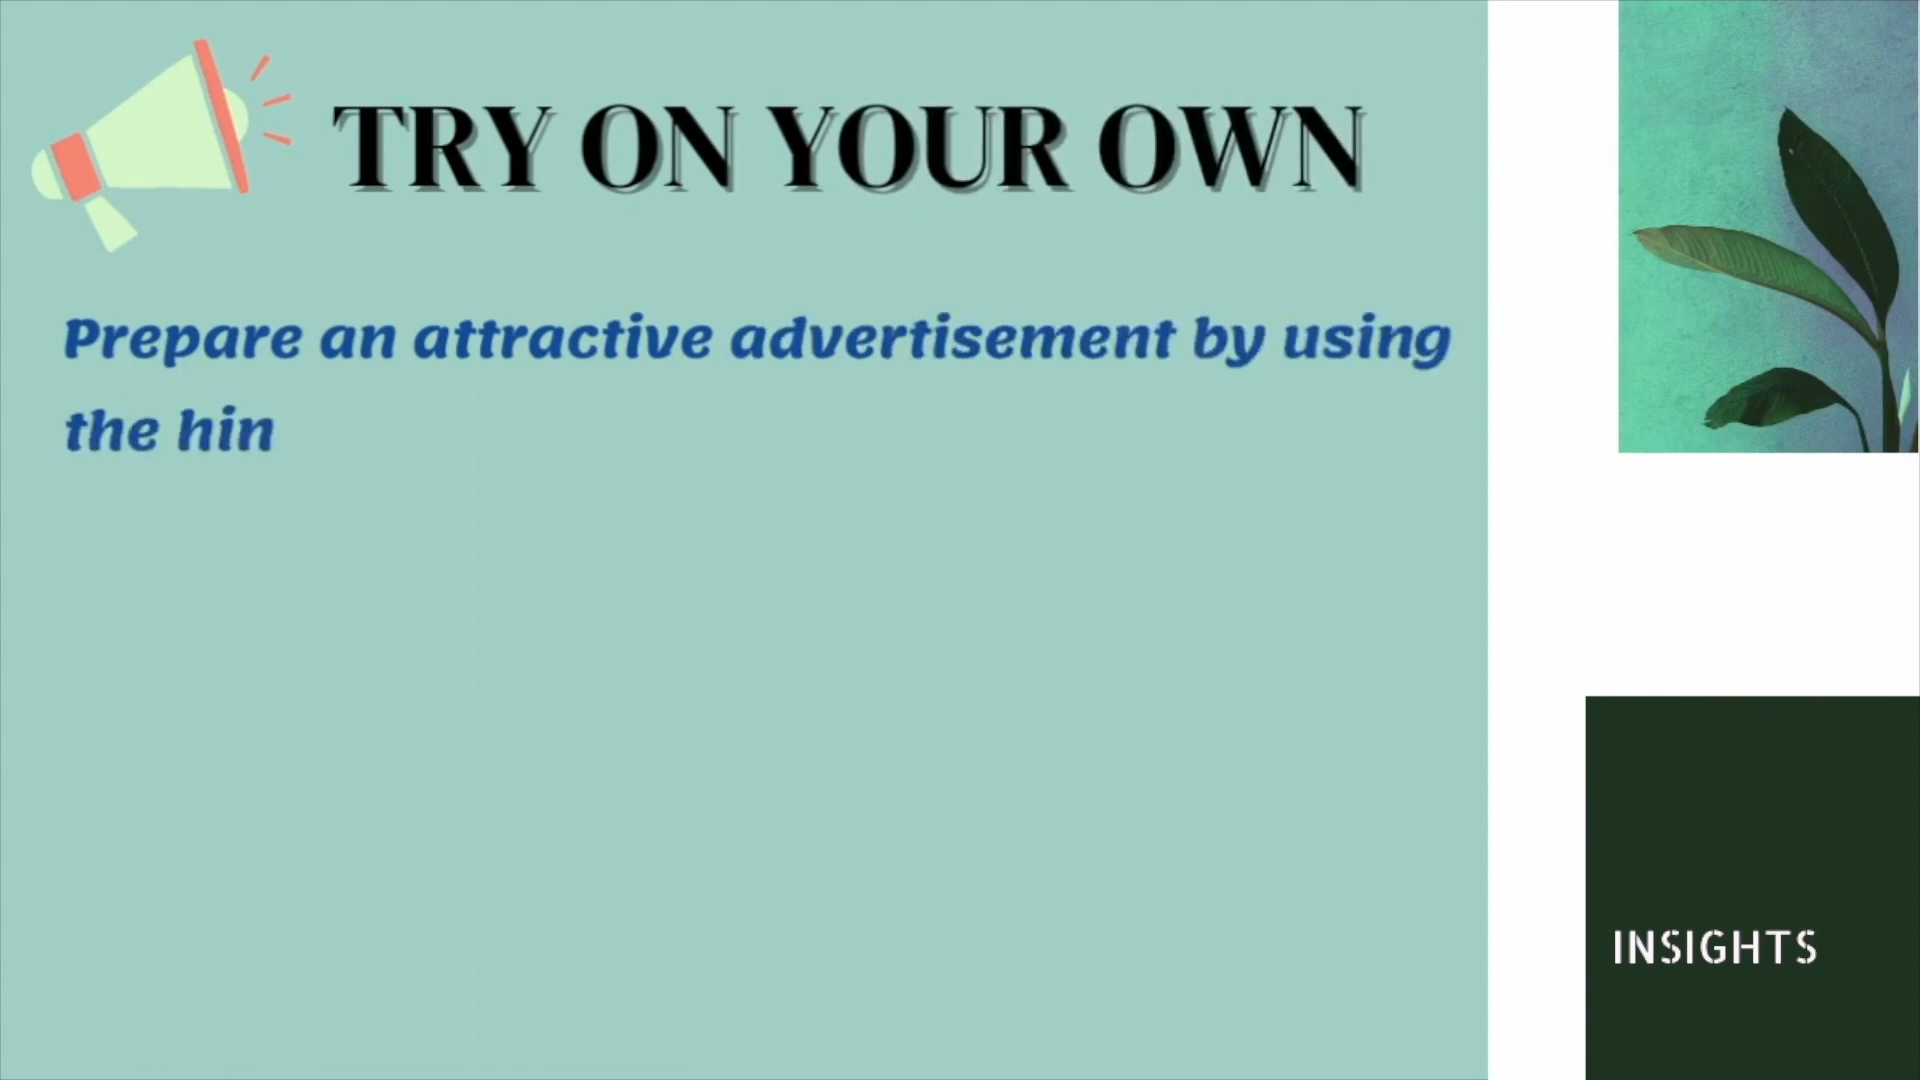 TRY ON YOUR OWN
Prepare an attractive advertisement by using
the hin
INSIGHTS